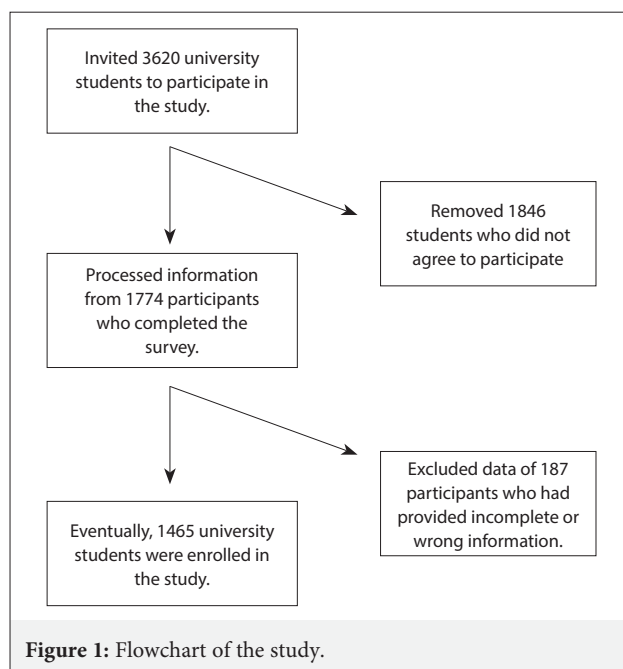 Invited 3620 university
students to participate in
the study.
Removed 1846
students who did not
agree to participate
Processed information
from 1774 participants
who completed the
survey.
Excluded data of 187
participants who had
provided incomplete or
wrong information.
Eventually, 1465 university
students were enrolled in
the study.
Figure 1: Flowchart of the study.